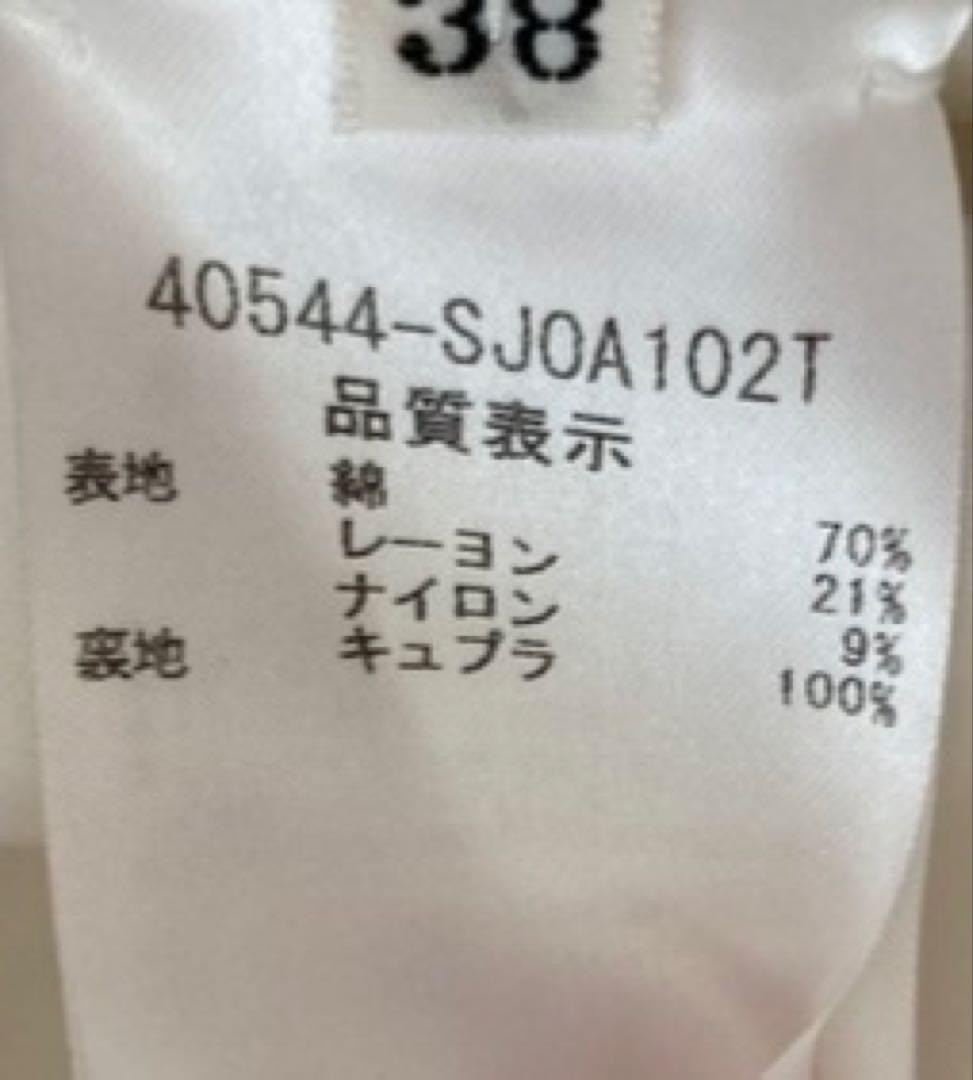 38
40544-SJ0A102T
品質表示
表地 綿 70%
レーヨン 21%
ナイロン 9%
裏地 キュプラ 100%